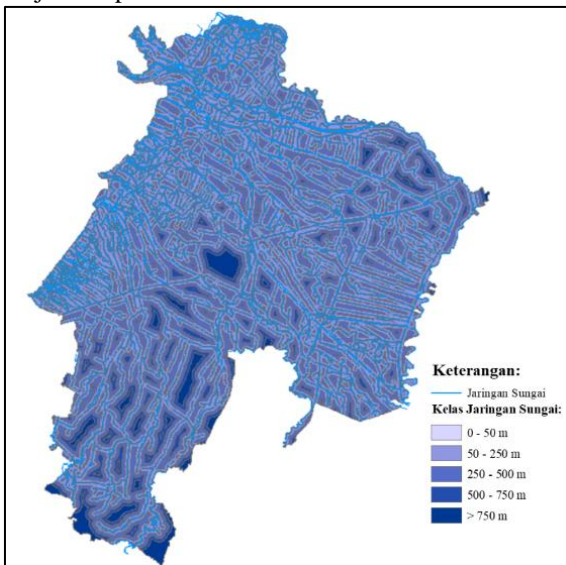 Keterangan:
Jaringan Sungai
Kelas Jaringan Sungai:
0 - 50 m
50 - 250 m
250 - 500 m
500 - 750 m
> 750 m